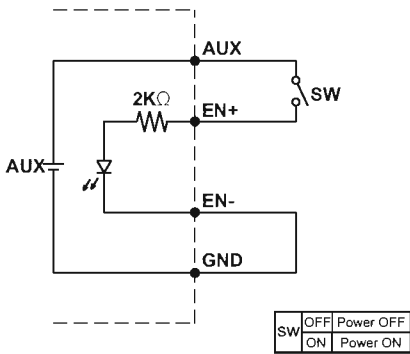 AUX
2KΩ
EN+
SW
AUX
EN-
GND
SW OFF Power OFF
ON Power ON